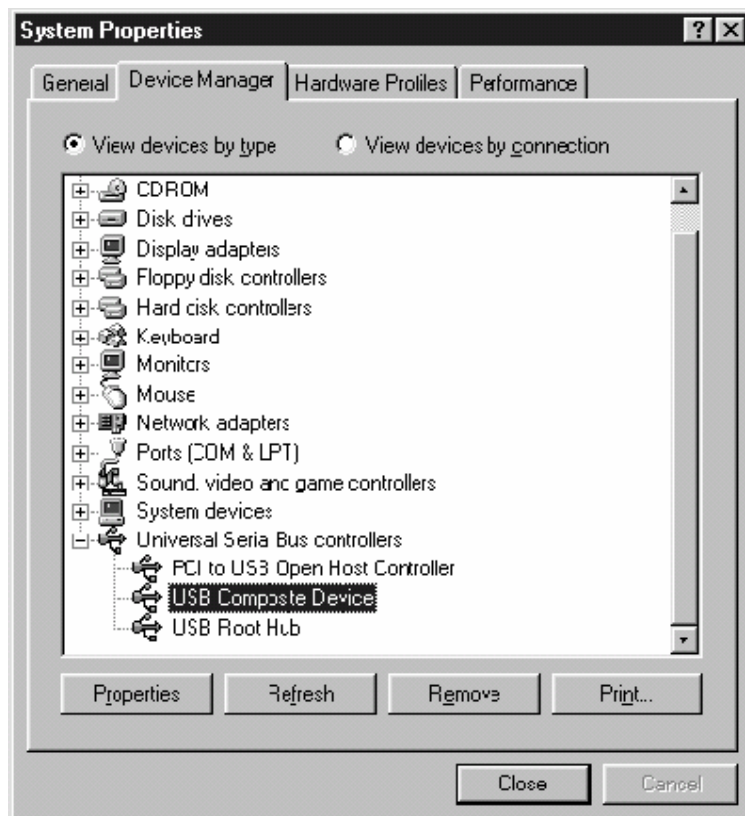 System Properties
General Device Manager Hardware Profiles Performance
View devices by type View devices by connection
CDROM
Disk drives
Display adapters
Floppy disk controllers
Hard disk controllers
Keyboard
Monitors
Mouse
Network adapters
Ports (COM & LPT)
Sound, video and game controllers
System devices
Universal Serial Bus controllers
PCI to USB Open Host Controller
USB Composite Device
USB Root Hub
Properties Refresh Remove Print...
Close Cancel